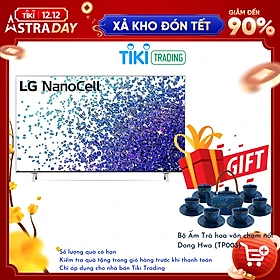 TIKI 12.12
ASTRA DAY
XẢ KHO ĐÓN TẾT
GIẢM ĐẾN
90%
TIKI
TRADING
LG NanoCell
GIFT
Bộ Ấm Trà hoa văn chạm nổi
Dong Hwa (TP005)
Số lượng quà có hạn
Kiểm tra quà tặng trong giỏ hàng trước khi thanh toán
Chỉ áp dụng cho nhà bán Tiki Trading